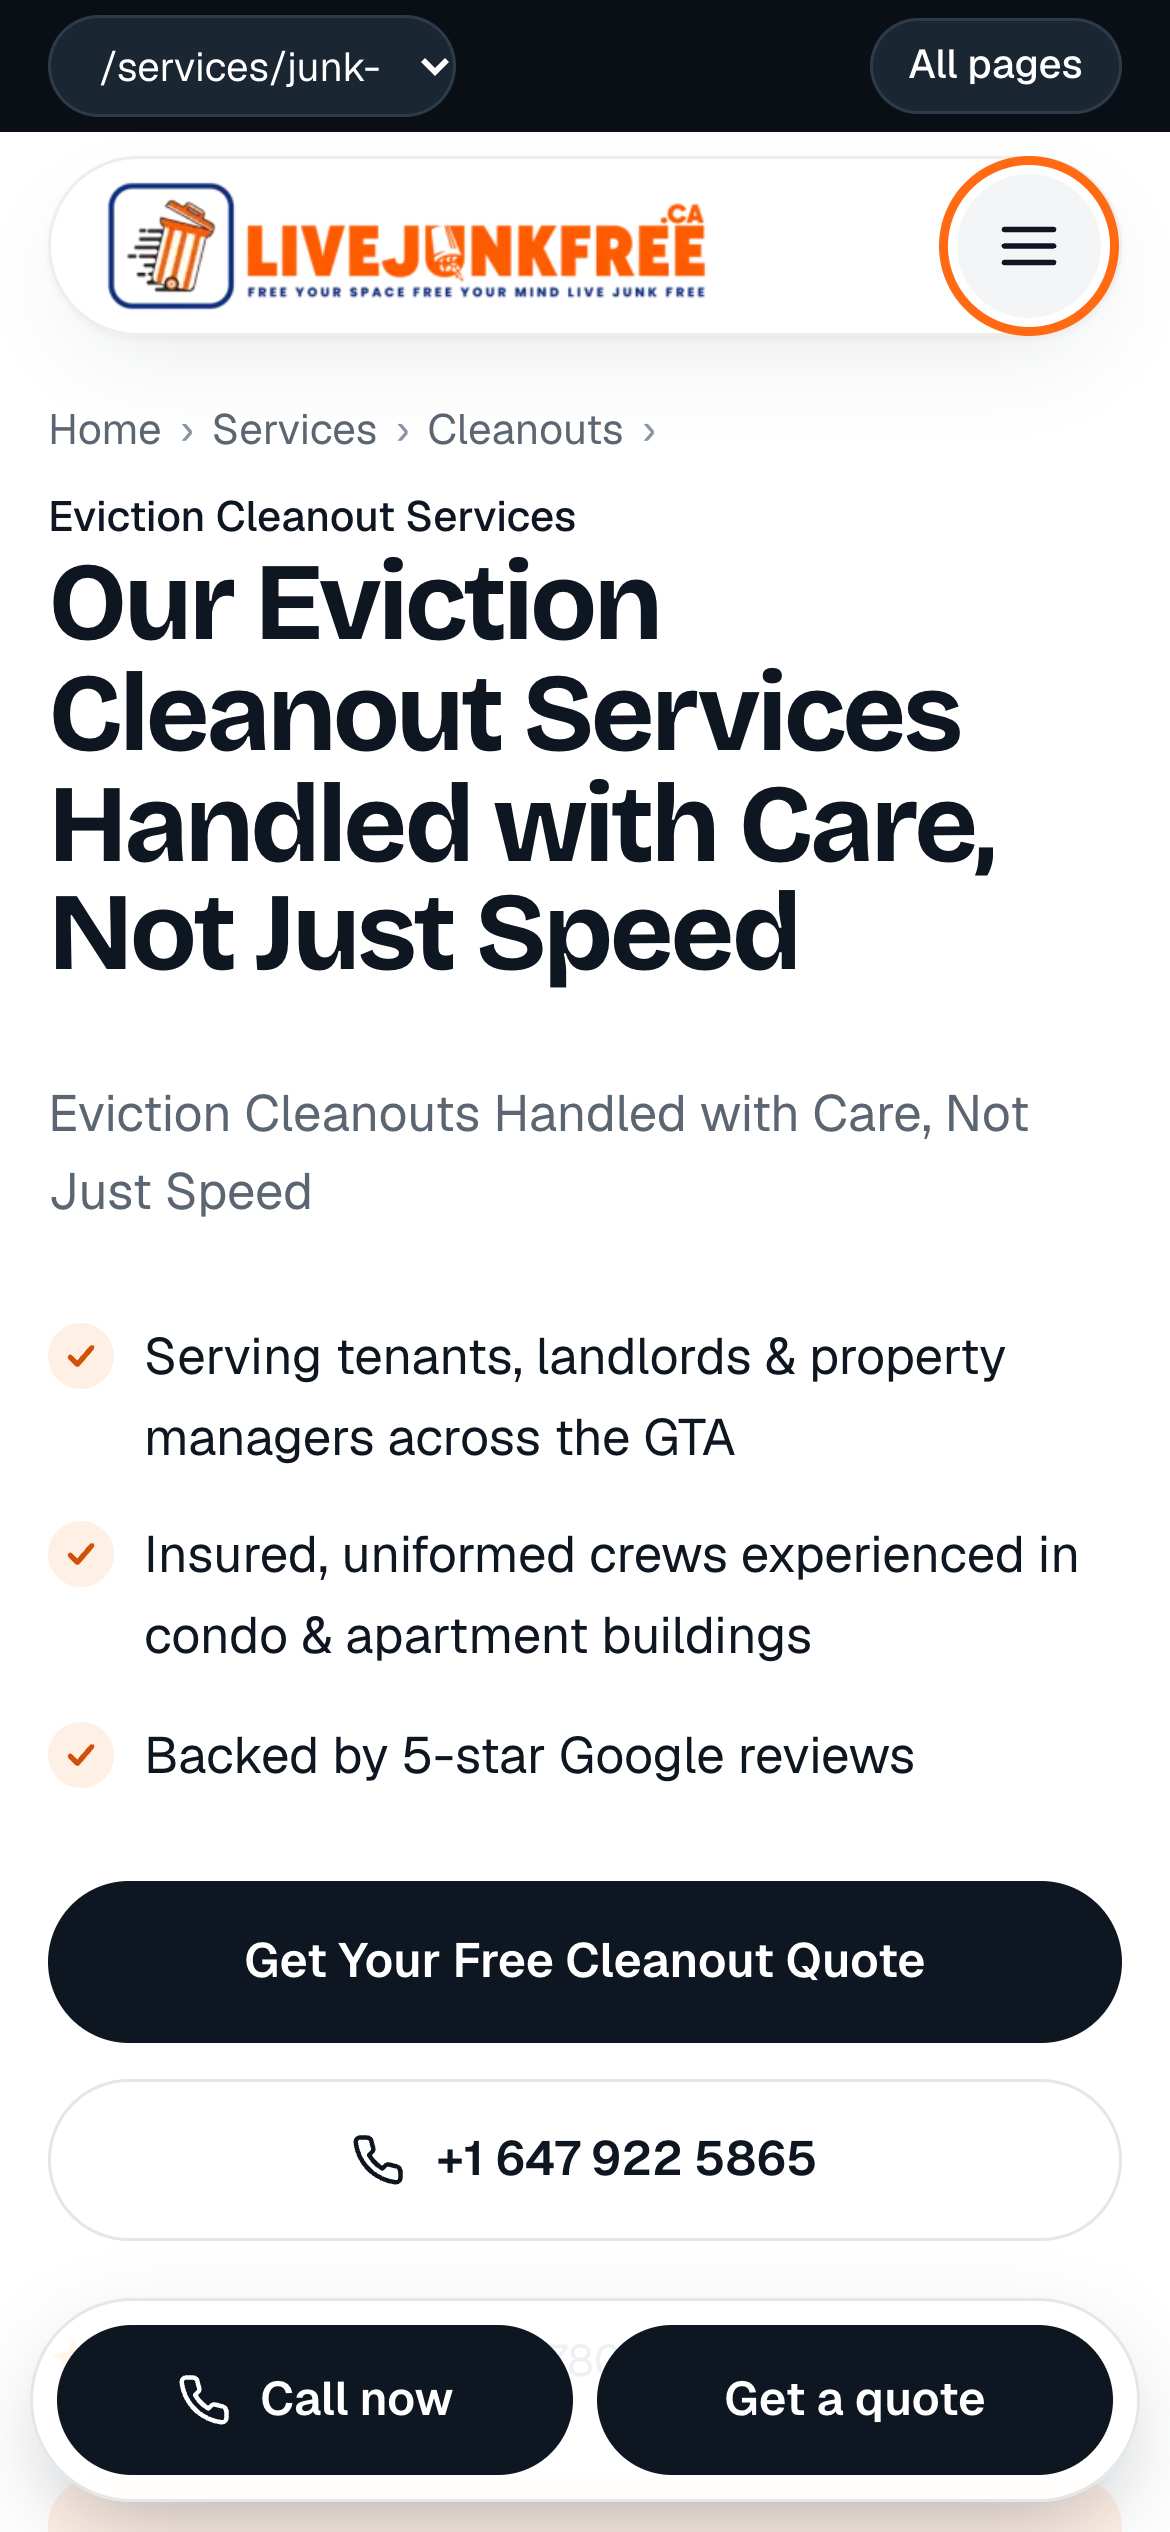 /services/junk-
All pages
LIVEJUNKFREE.CA
FREE YOUR SPACE FREE YOUR MIND LIVE JUNK FREE
Home › Services › Cleanouts ›
Eviction Cleanout Services
Our Eviction
Cleanout Services
Handled with Care,
Not Just Speed
Eviction Cleanouts Handled with Care, Not
Just Speed
Serving tenants, landlords & property
managers across the GTA
Insured, uniformed crews experienced in
condo & apartment buildings
Backed by 5-star Google reviews
Get Your Free Cleanout Quote
+1 647 922 5865
Call now
Get a quote